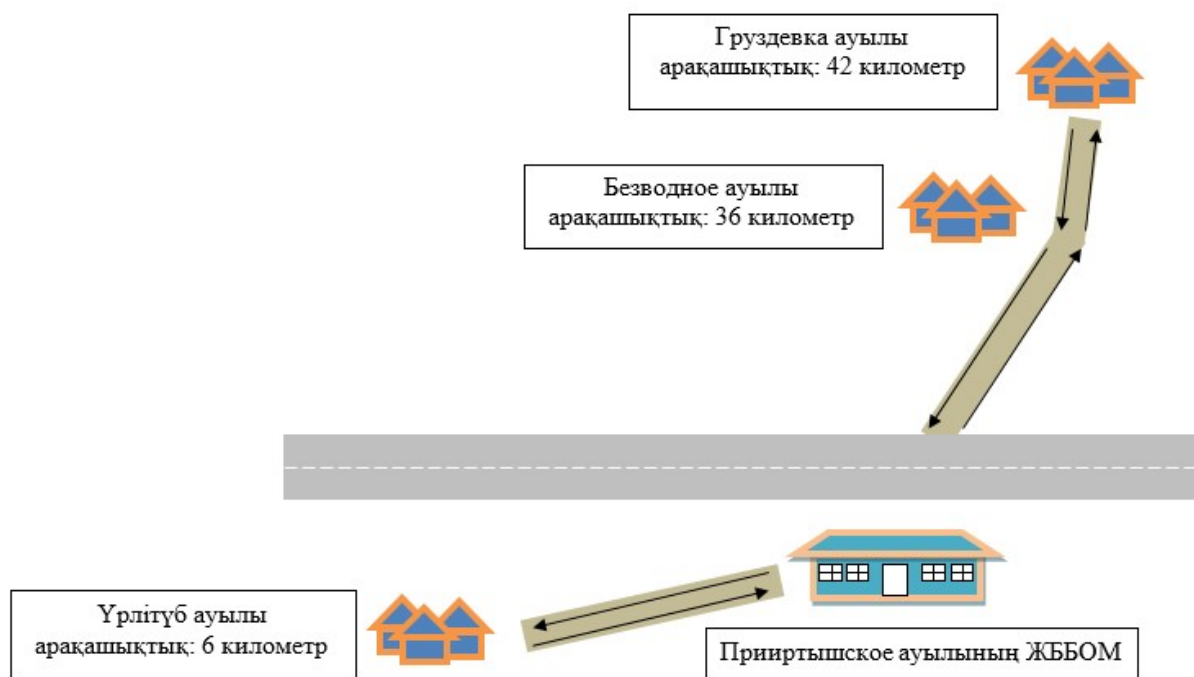 Груздевка ауылы
арақашықтық: 42 километр
Безводное ауылы
арақашықтық: 36 километр
Үрлітүб ауылы
арақашықтық: 6 километр
Прииртышское ауылының ЖББОМ